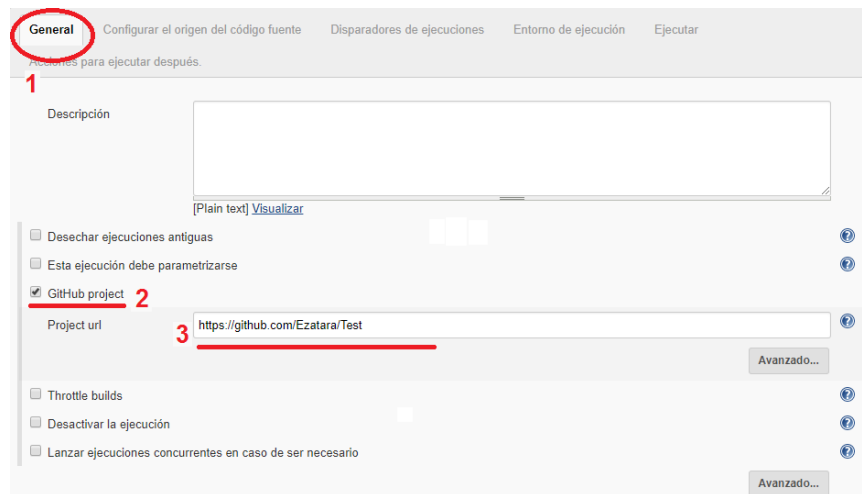 General Configurar el origen del código fuente Disparadores de ejecuciones Entorno de ejecución Ejecutar
Acciones para ejecutar después.
1
Descripción
[Plain text] Visualizar
Desechar ejecuciones antiguas
Esta ejecución debe parametrizarse
GitHub project 2
Project url 3 https://github.com/Ezatara/Test
Avanzado...
Throttle builds
Desactivar la ejecución
Lanzar ejecuciones concurrentes en caso de ser necesario
Avanzado...